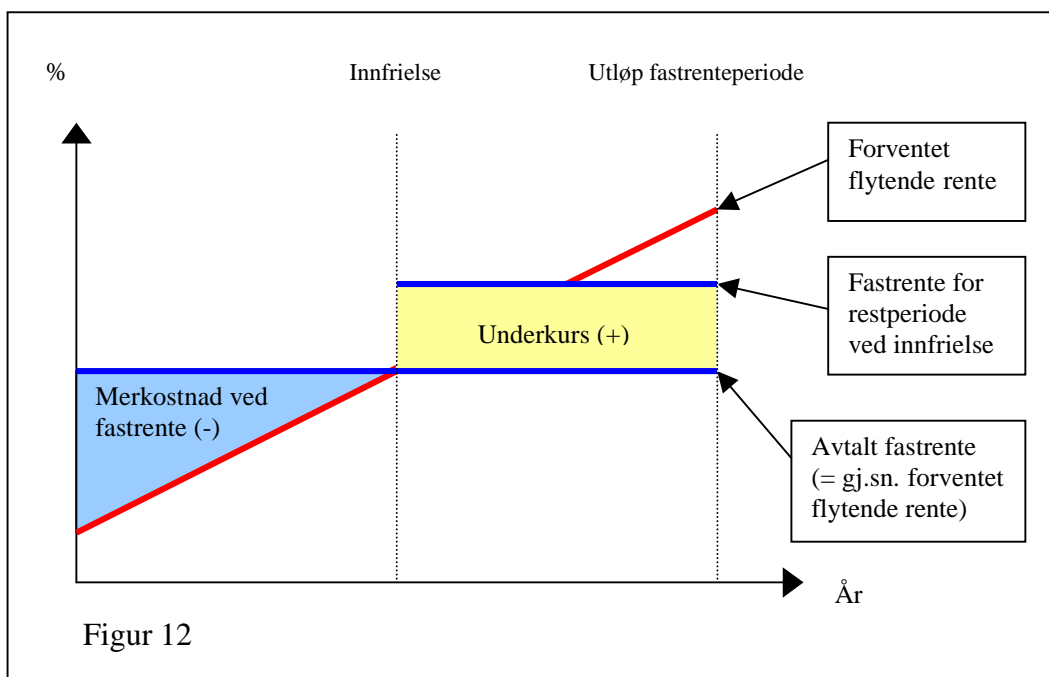 %
Innfrielse
Utløp fastrenteperiode
Forventet
flytende rente
Fastrente for
restperiode
ved innfrielse
Underkurs (+)
Merkostnad ved
fastrente (-)
Avtalt fastrente
(= gj.sn. forventet
flytende rente)
År
Figur 12